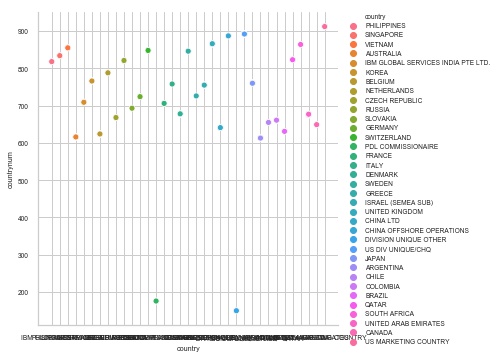 country
PHILIPPINES
SINGAPORE
VIETNAM
AUSTRALIA
IBM GLOBAL SERVICES INDIA PTE LTD.
KOREA
BELGIUM
NETHERLANDS
CZECH REPUBLIC
RUSSIA
SLOVAKIA
GERMANY
SWITZERLAND
PDL COMMISSIONAIRE
FRANCE
ITALY
DENMARK
SWEDEN
GREECE
ISRAEL (SEMEA SUB)
UNITED KINGDOM
CHINA LTD
CHINA OFFSHORE OPERATIONS
DIVISION UNIQUE OTHER
US DIV UNIQUE/CHQ
JAPAN
ARGENTINA
CHILE
COLOMBIA
BRAZIL
QATAR
SOUTH AFRICA
UNITED ARAB EMIRATES
CANADA
US MARKETING COUNTRY
900
800
700
600
500
400
300
200
countrynum
country